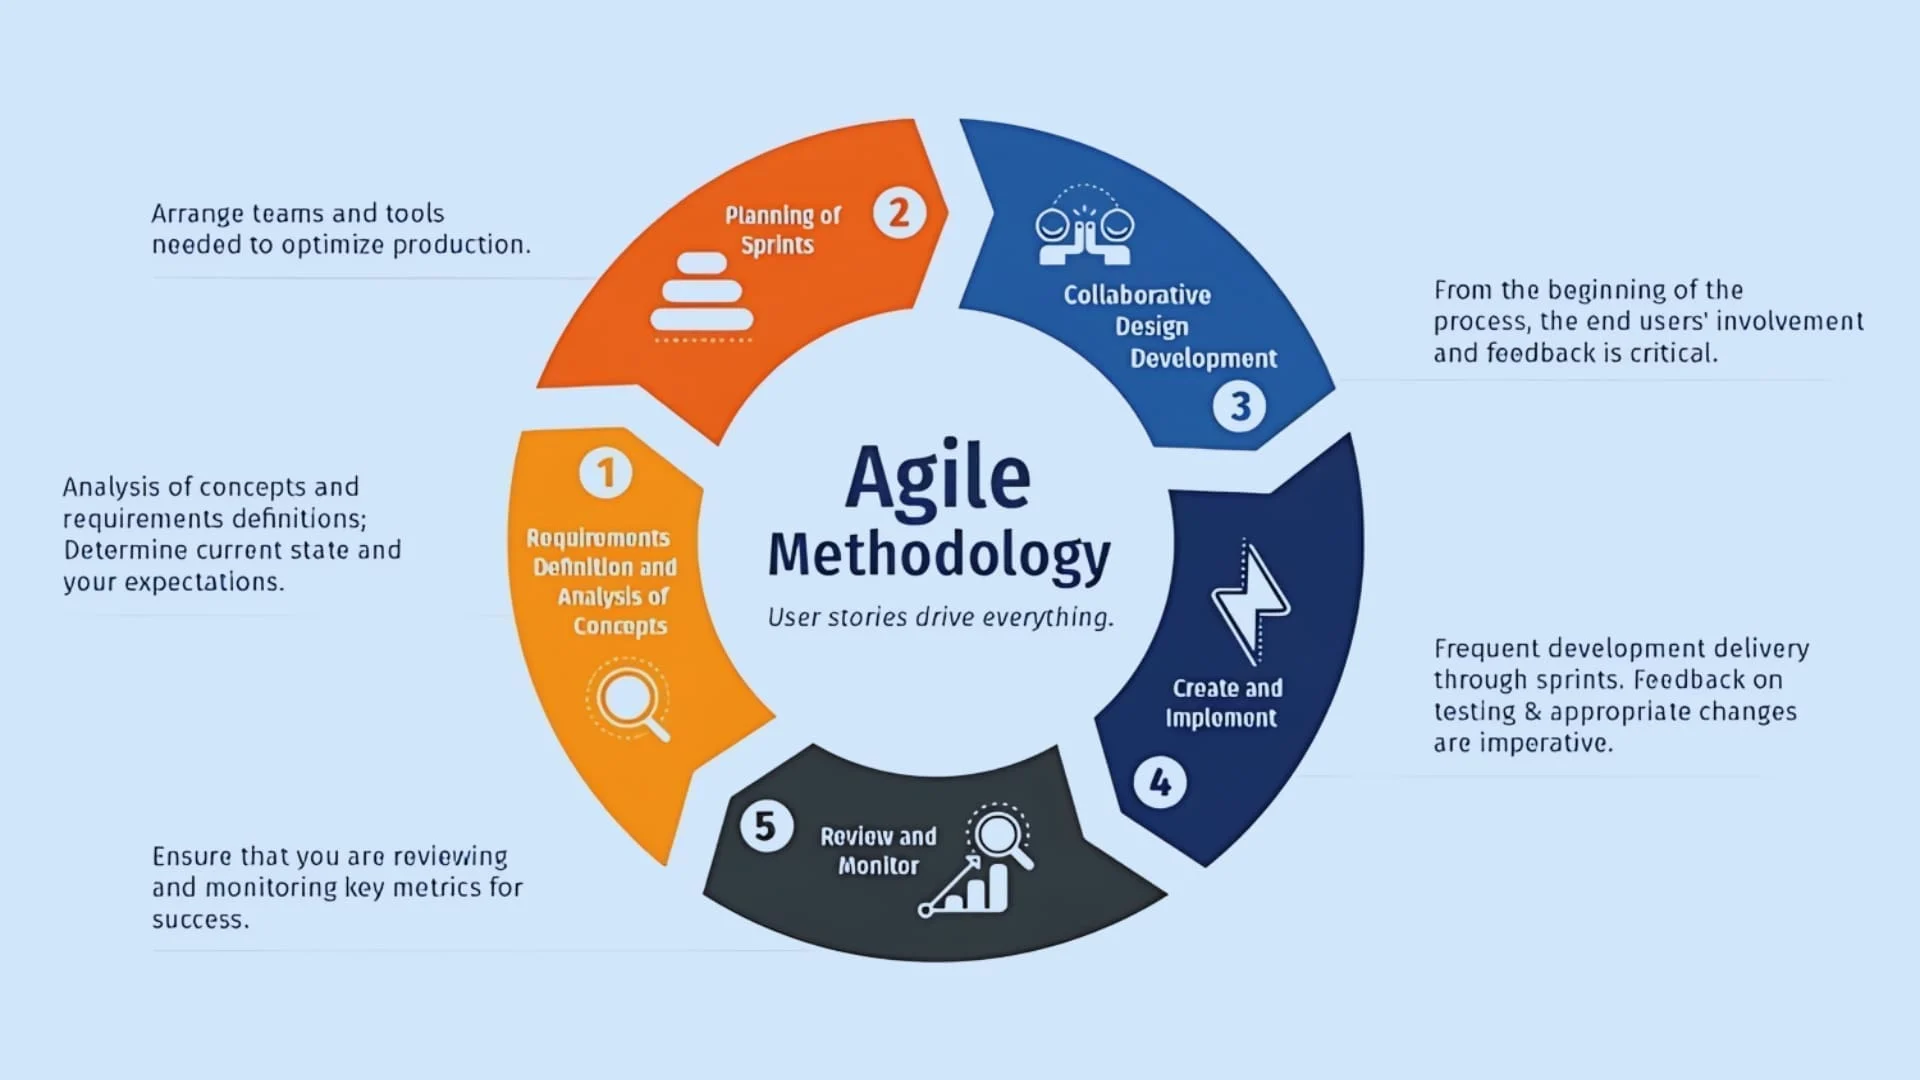 Agile
Methodology
User stories drive everything.
1
Requirements
Definition and
Analysis of
Concepts
Analysis of concepts and
requirements definitions;
Determine current state and
your expectations.
2
Planning of
Sprints
Arrange teams and tools
needed to optimize production.
Collaborative
Design
Development
3
From the beginning of the
process, the end users' involvement
and feedback is critical.
Create and
Implement
4
Frequent development delivery
through sprints. Feedback on
testing & appropriate changes
are imperative.
5
Review and
Monitor
Ensure that you are reviewing
and monitoring key metrics for
success.